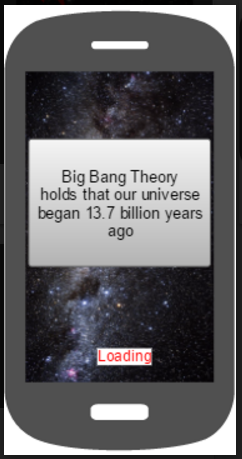 Big Bang Theory
holds that our universe
began 13.7 billion years
ago
Loading